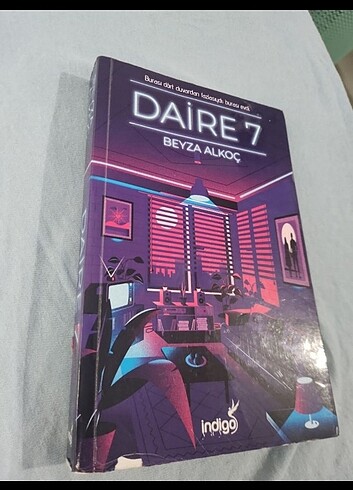 Burası dört duvardan fazlasıydı, burası evdi.
DAİRE 7
BEYZA ALKOÇ
indigo